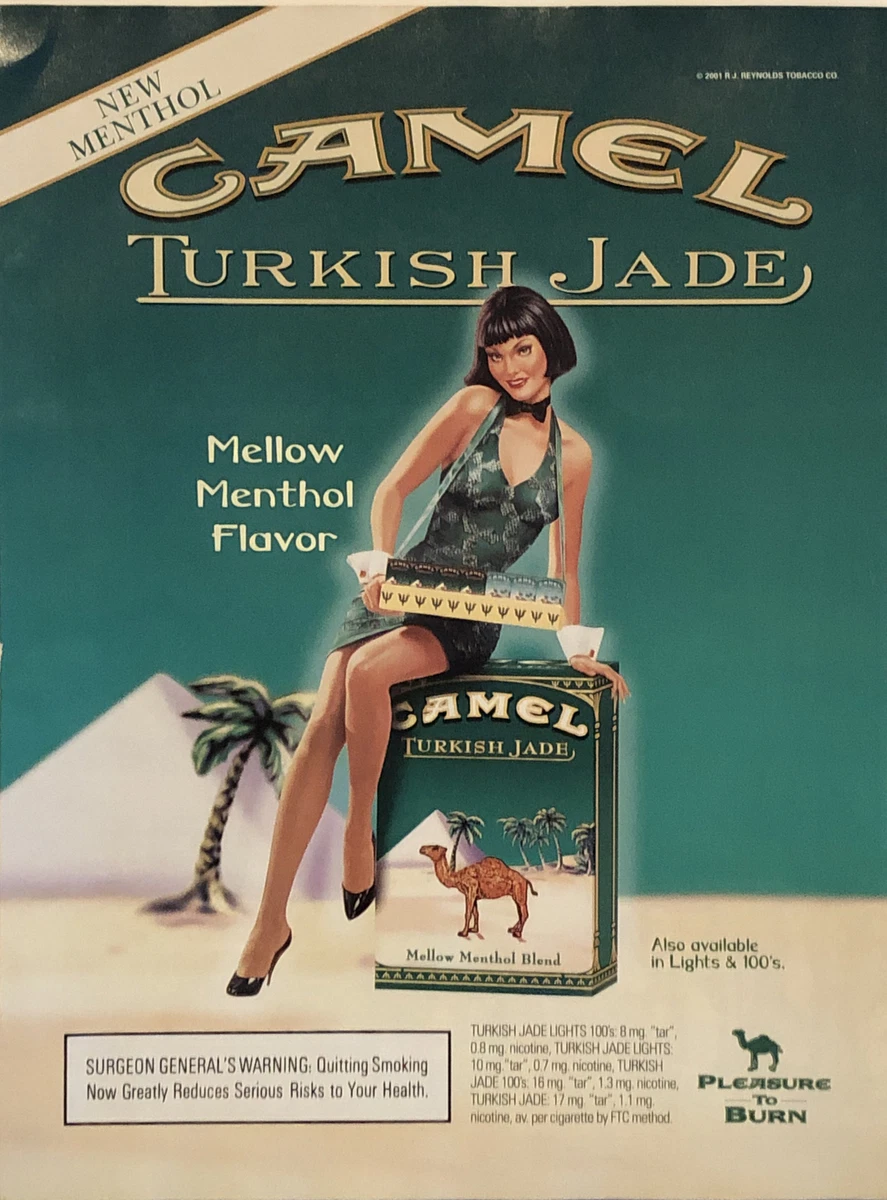 NEW
MENTHOL
© 2001 R.J. REYNOLDS TOBACCO CO.
CAMEL
TURKISH JADE
Mellow
Menthol
Flavor
CAMEL
TURKISH JADE
Mellow Menthol Blend
Also available
in Lights & 100's.
SURGEON GENERAL'S WARNING: Quitting Smoking
Now Greatly Reduces Serious Risks to Your Health.
TURKISH JADE LIGHTS 100's: 8 mg. "tar",
0.8 mg. nicotine, TURKISH JADE LIGHTS:
10 mg. "tar", 0.7 mg. nicotine, TURKISH
JADE 100's: 16 mg. "tar", 1.3 mg. nicotine,
TURKISH JADE: 17 mg. "tar", 1.1 mg.
nicotine, av. per cigarette by FTC method.
PLEASURE
TO
BURN